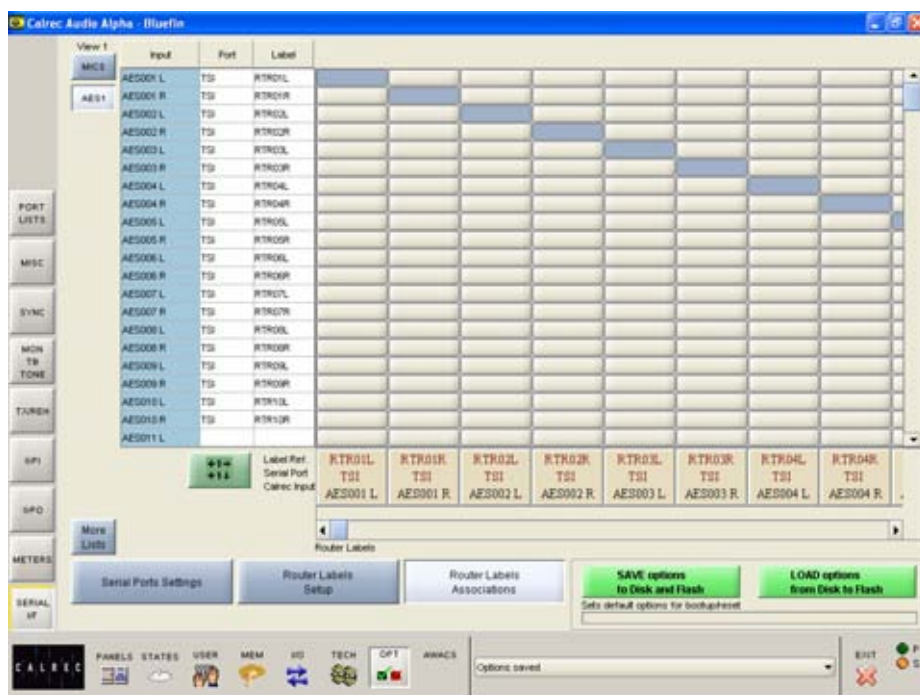 Calrec Audio Alpha - Bluefin
View 1
MICS
AES1
Input Port Label
AES001 L TSI RTR01L
AES001 R TSI RTR01R
AES002 L TSI RTR02L
AES002 R TSI RTR02R
AES003 L TSI RTR03L
AES003 R TSI RTR03R
AES004 L TSI RTR04L
AES004 R TSI RTR04R
AES005 L TSI RTR05L
AES005 R TSI RTR05R
AES006 L TSI RTR06L
AES006 R TSI RTR06R
AES007 L TSI RTR07L
AES007 R TSI RTR07R
AES008 L TSI RTR08L
AES008 R TSI RTR08R
AES009 L TSI RTR09L
AES009 R TSI RTR09R
AES010 L TSI RTR10L
AES010 R TSI RTR10R
AES011 L
PORT
LISTS
MISC
SYNC
MON
TB
TONE
TX/REH
GPI
GPO
METERS
SERIAL
I/F
Label Ref. RTR01L RTR01R RTR02L RTR02R RTR03L RTR03R RTR04L RTR04R
Serial Port TSI TSI TSI TSI TSI TSI TSI TSI
Calrec Input AES001 L AES001 R AES002 L AES002 R AES003 L AES003 R AES004 L AES004 R
More
Lists
Router Labels
Serial Ports Settings
Router Labels
Setup
Router Labels
Associations
SAVE options
to Disk and Flash
LOAD options
from Disk to Flash
Sets default options for bootup/reset
CALREC
PANELS STATES USER MEM I/O TECH OPT AWACS
Options saved
EXIT
P
S